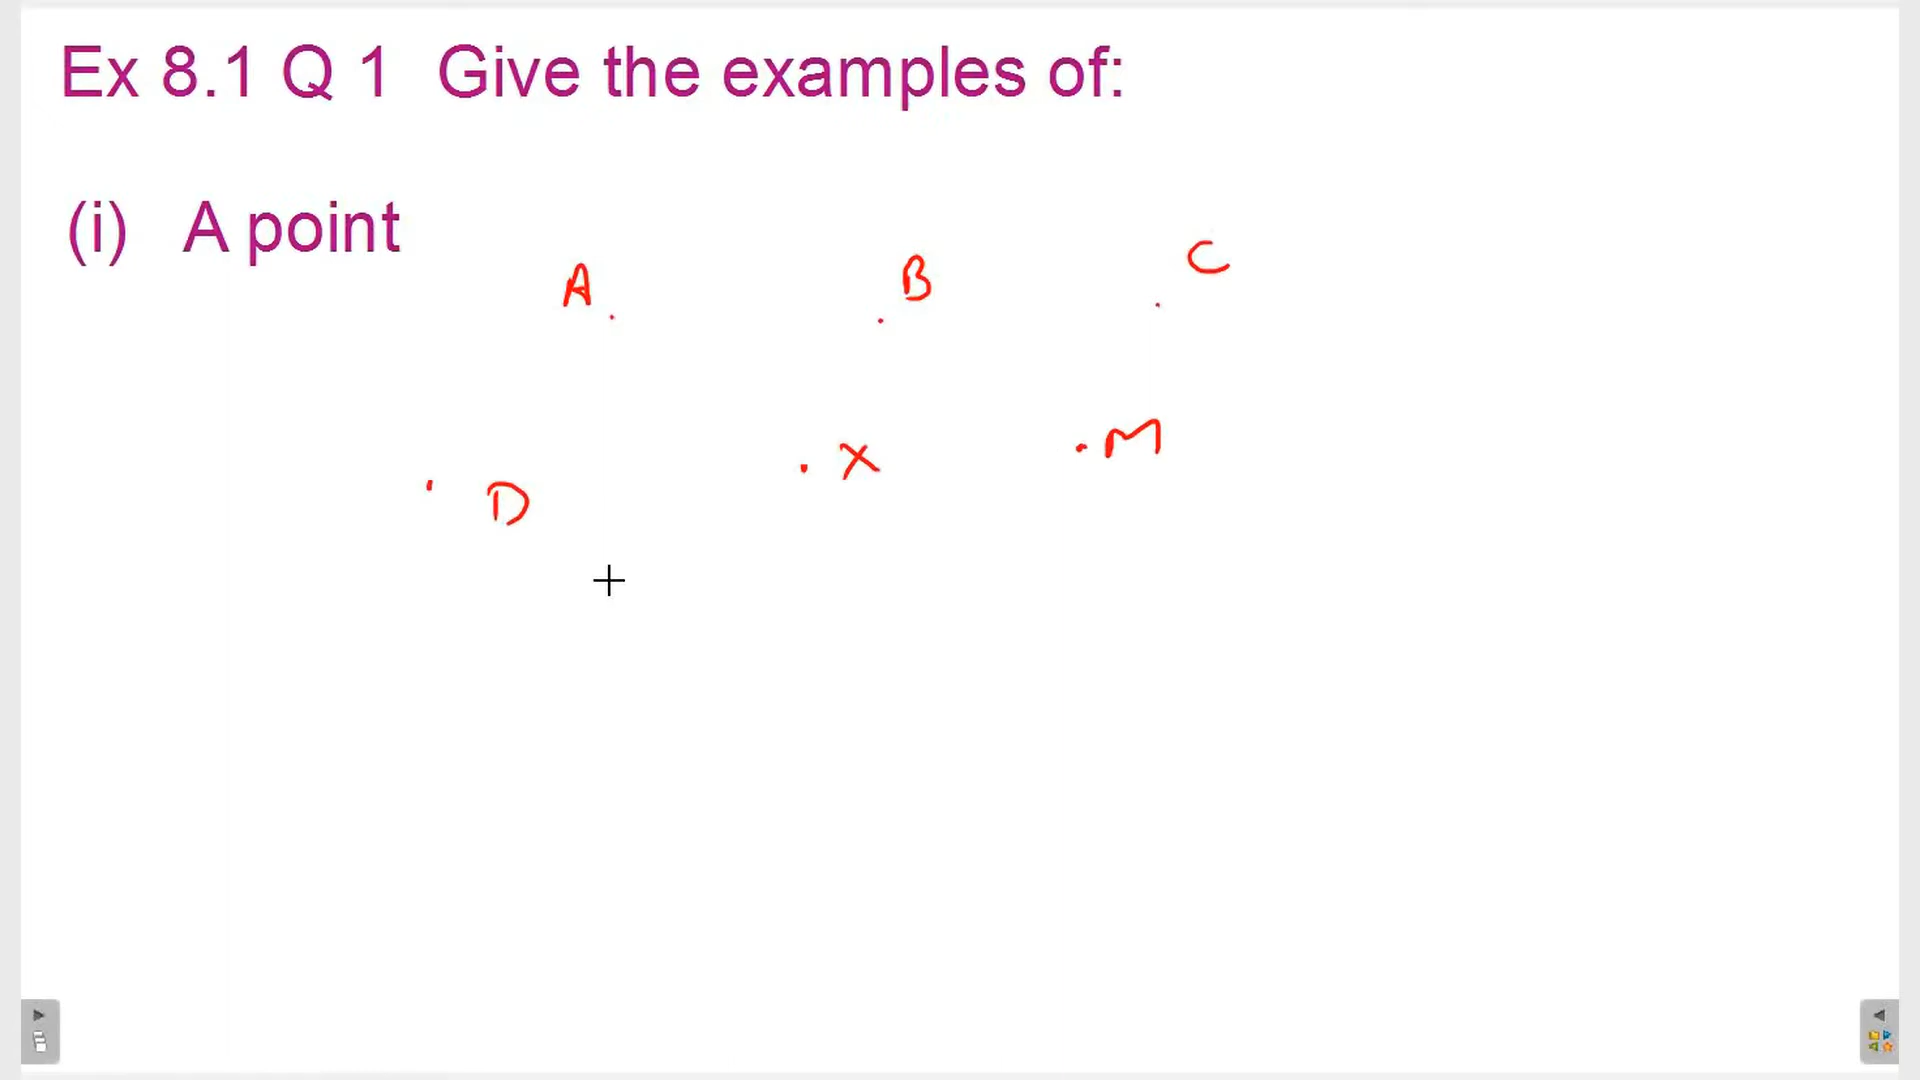 Ex 8.1 Q 1 Give the examples of:
(i) A point
A B C
D X M